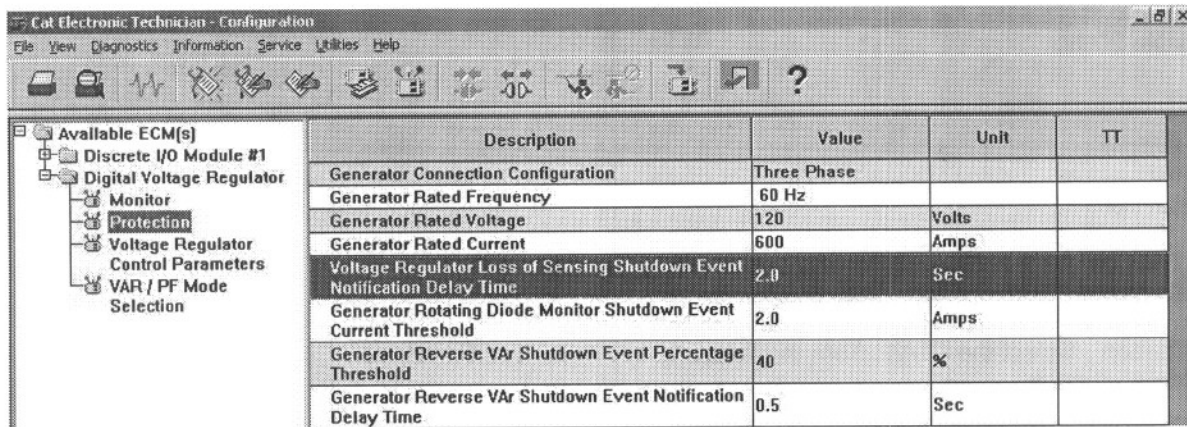 Cat Electronic Technician - Configuration
File View Diagnostics Information Service Utilities Help
?
Available ECM(s)
Discrete I/O Module #1
Digital Voltage Regulator
Monitor
Protection
Voltage Regulator
Control Parameters
VAR / PF Mode
Selection
Description Value Unit TT
Generator Connection Configuration Three Phase
Generator Rated Frequency 60 Hz
Generator Rated Voltage 120 Volts
Generator Rated Current 600 Amps
Voltage Regulator Loss of Sensing Shutdown Event
Notification Delay Time 2.0 Sec
Generator Rotating Diode Monitor Shutdown Event
Current Threshold 2.0 Amps
Generator Reverse VAr Shutdown Event Percentage
Threshold 40 %
Generator Reverse VAr Shutdown Event Notification
Delay Time 0.5 Sec